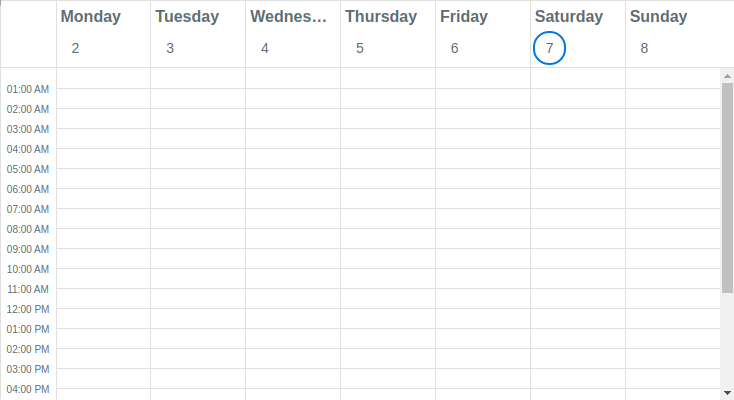 Monday Tuesday Wednes... Thursday Friday Saturday Sunday
2 3 4 5 6 7 8
01:00 AM
02:00 AM
03:00 AM
04:00 AM
05:00 AM
06:00 AM
07:00 AM
08:00 AM
09:00 AM
10:00 AM
11:00 AM
12:00 PM
01:00 PM
02:00 PM
03:00 PM
04:00 PM